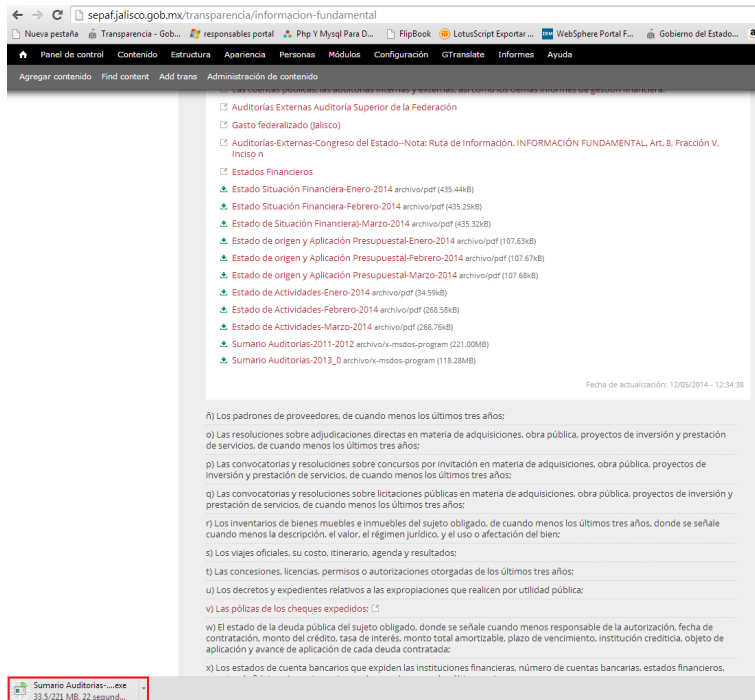 sepaf.jalisco.gob.mx/transparencia/informacion-fundamental
Nueva pestaña Transparencia - Gob... responsables portal Php Y Mysql Para D... FlipBook LotusScript Exportar ... WebSphere Portal F... Gobierno del Estado...
Panel de control Contenido Estructura Apariencia Personas Módulos Configuración GTranslate Informes Ayuda
Agregar contenido Find content Add trans Administración de contenido
Las cuentas públicas, las auditorías internas y externas, así como los demás informes de gestión financiera;
Auditorías Externas Auditoría Superior de la Federación
Gasto federalizado (Jalisco)
Auditorías-Externas-Congreso del Estado--Nota: Ruta de Información. INFORMACIÓN FUNDAMENTAL. Art. 8, Fracción V,
Inciso n
Estados Financieros
Estado Situación Financiera-Enero-2014 archivo/pdf (435.44kB)
Estado Situación Financiera-Febrero-2014 archivo/pdf (435.25kB)
Estado de Situación Financiera)-Marzo-2014 archivo/pdf (435.32kB)
Estado de origen y Aplicación Presupuestal-Enero-2014 archivo/pdf (107.63kB)
Estado de origen y Aplicación Presupuestal-Febrero-2014 archivo/pdf (107.67kB)
Estado de origen y Aplicación Presupuestal-Marzo-2014 archivo/pdf (107.68kB)
Estado de Actividades-Enero-2014 archivo/pdf (34.59kB)
Estado de Actividades-Febrero-2014 archivo/pdf (268.58kB)
Estado de Actividades-Marzo-2014 archivo/pdf (268.76kB)
Sumario Auditorias-2011-2012 archivo/x-msdos-program (221.00MB)
Sumario Auditorias-2013_0 archivo/x-msdos-program (118.28MB)
Fecha de actualización: 12/05/2014 - 12:34:38
ñ) Los padrones de proveedores, de cuando menos los últimos tres años;
o) Las resoluciones sobre adjudicaciones directas en materia de adquisiciones, obra pública, proyectos de inversión y prestación
de servicios, de cuando menos los últimos tres años;
p) Las convocatorias y resoluciones sobre concursos por invitación en materia de adquisiciones, obra pública, proyectos de
inversión y prestación de servicios, de cuando menos los últimos tres años;
q) Las convocatorias y resoluciones sobre licitaciones públicas en materia de adquisiciones, obra pública, proyectos de inversión y
prestación de servicios, de cuando menos los últimos tres años;
r) Los inventarios de bienes muebles e inmuebles del sujeto obligado, de cuando menos los últimos tres años, donde se señale
cuando menos la descripción, el valor, el régimen jurídico, y el uso o afectación del bien;
s) Los viajes oficiales, su costo, itinerario, agenda y resultados;
t) Las concesiones, licencias, permisos o autorizaciones otorgadas de los últimos tres años;
u) Los decretos y expedientes relativos a las expropiaciones que realicen por utilidad pública;
v) Las pólizas de los cheques expedidos;
w) El estado de la deuda pública del sujeto obligado, donde se señale cuando menos responsable de la autorización, fecha de
contratación, monto del crédito, tasa de interés, monto total amortizable, plazo de vencimiento, institución crediticia, objeto de
aplicación y avance de aplicación de cada deuda contratada;
x) Los estados de cuenta bancarios que expiden las instituciones financieras, número de cuentas bancarias, estados financieros,
Sumario Auditorias-....exe
33.5/221 MB, 22 segund...